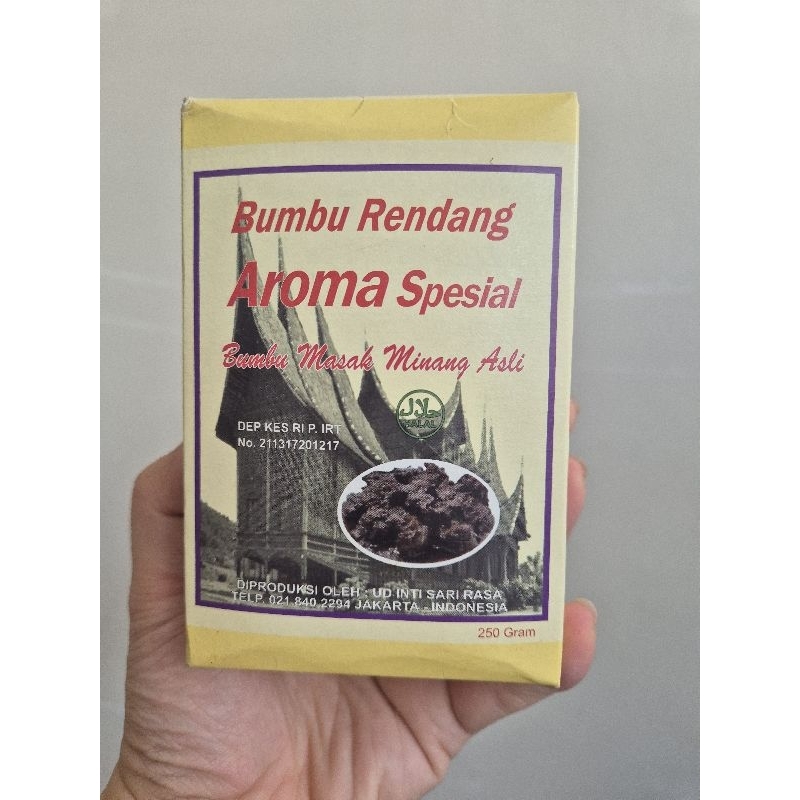 Bumbu Rendang
Aroma Spesial
Bumbu Masak Minang Asli
حلال
HALAL
DEP KES RI P. IRT
No. 211317201217
DIPRODUKSI OLEH : UD INTI SARI RASA
TELP. 021 840 2294 JAKARTA - INDONESIA
250 Gram